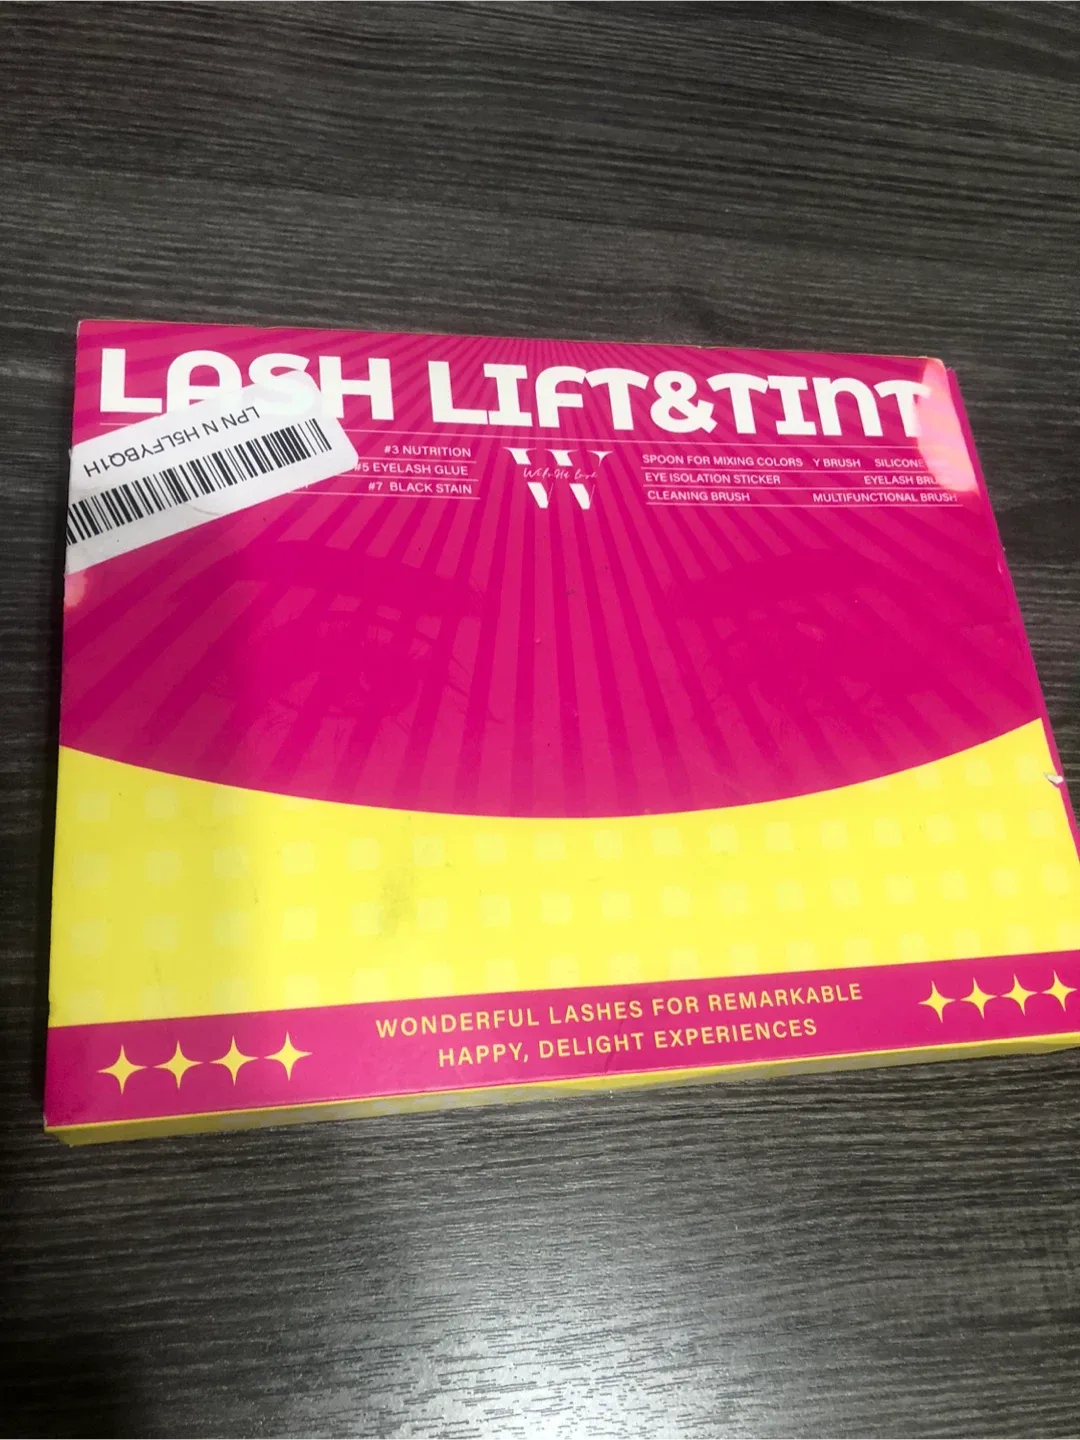 LASH LIFT&TINT
LPN N H5LFYBQ1H
#3 NUTRITION
#5 EYELASH GLUE
#7 BLACK STAIN
W
SPOON FOR MIXING COLORS Y BRUSH SILICONE
EYE ISOLATION STICKER EYELASH
CLEANING BRUSH MULTIFUNCTIONAL BRUSH
WONDERFUL LASHES FOR REMARKABLE
HAPPY, DELIGHT EXPERIENCES